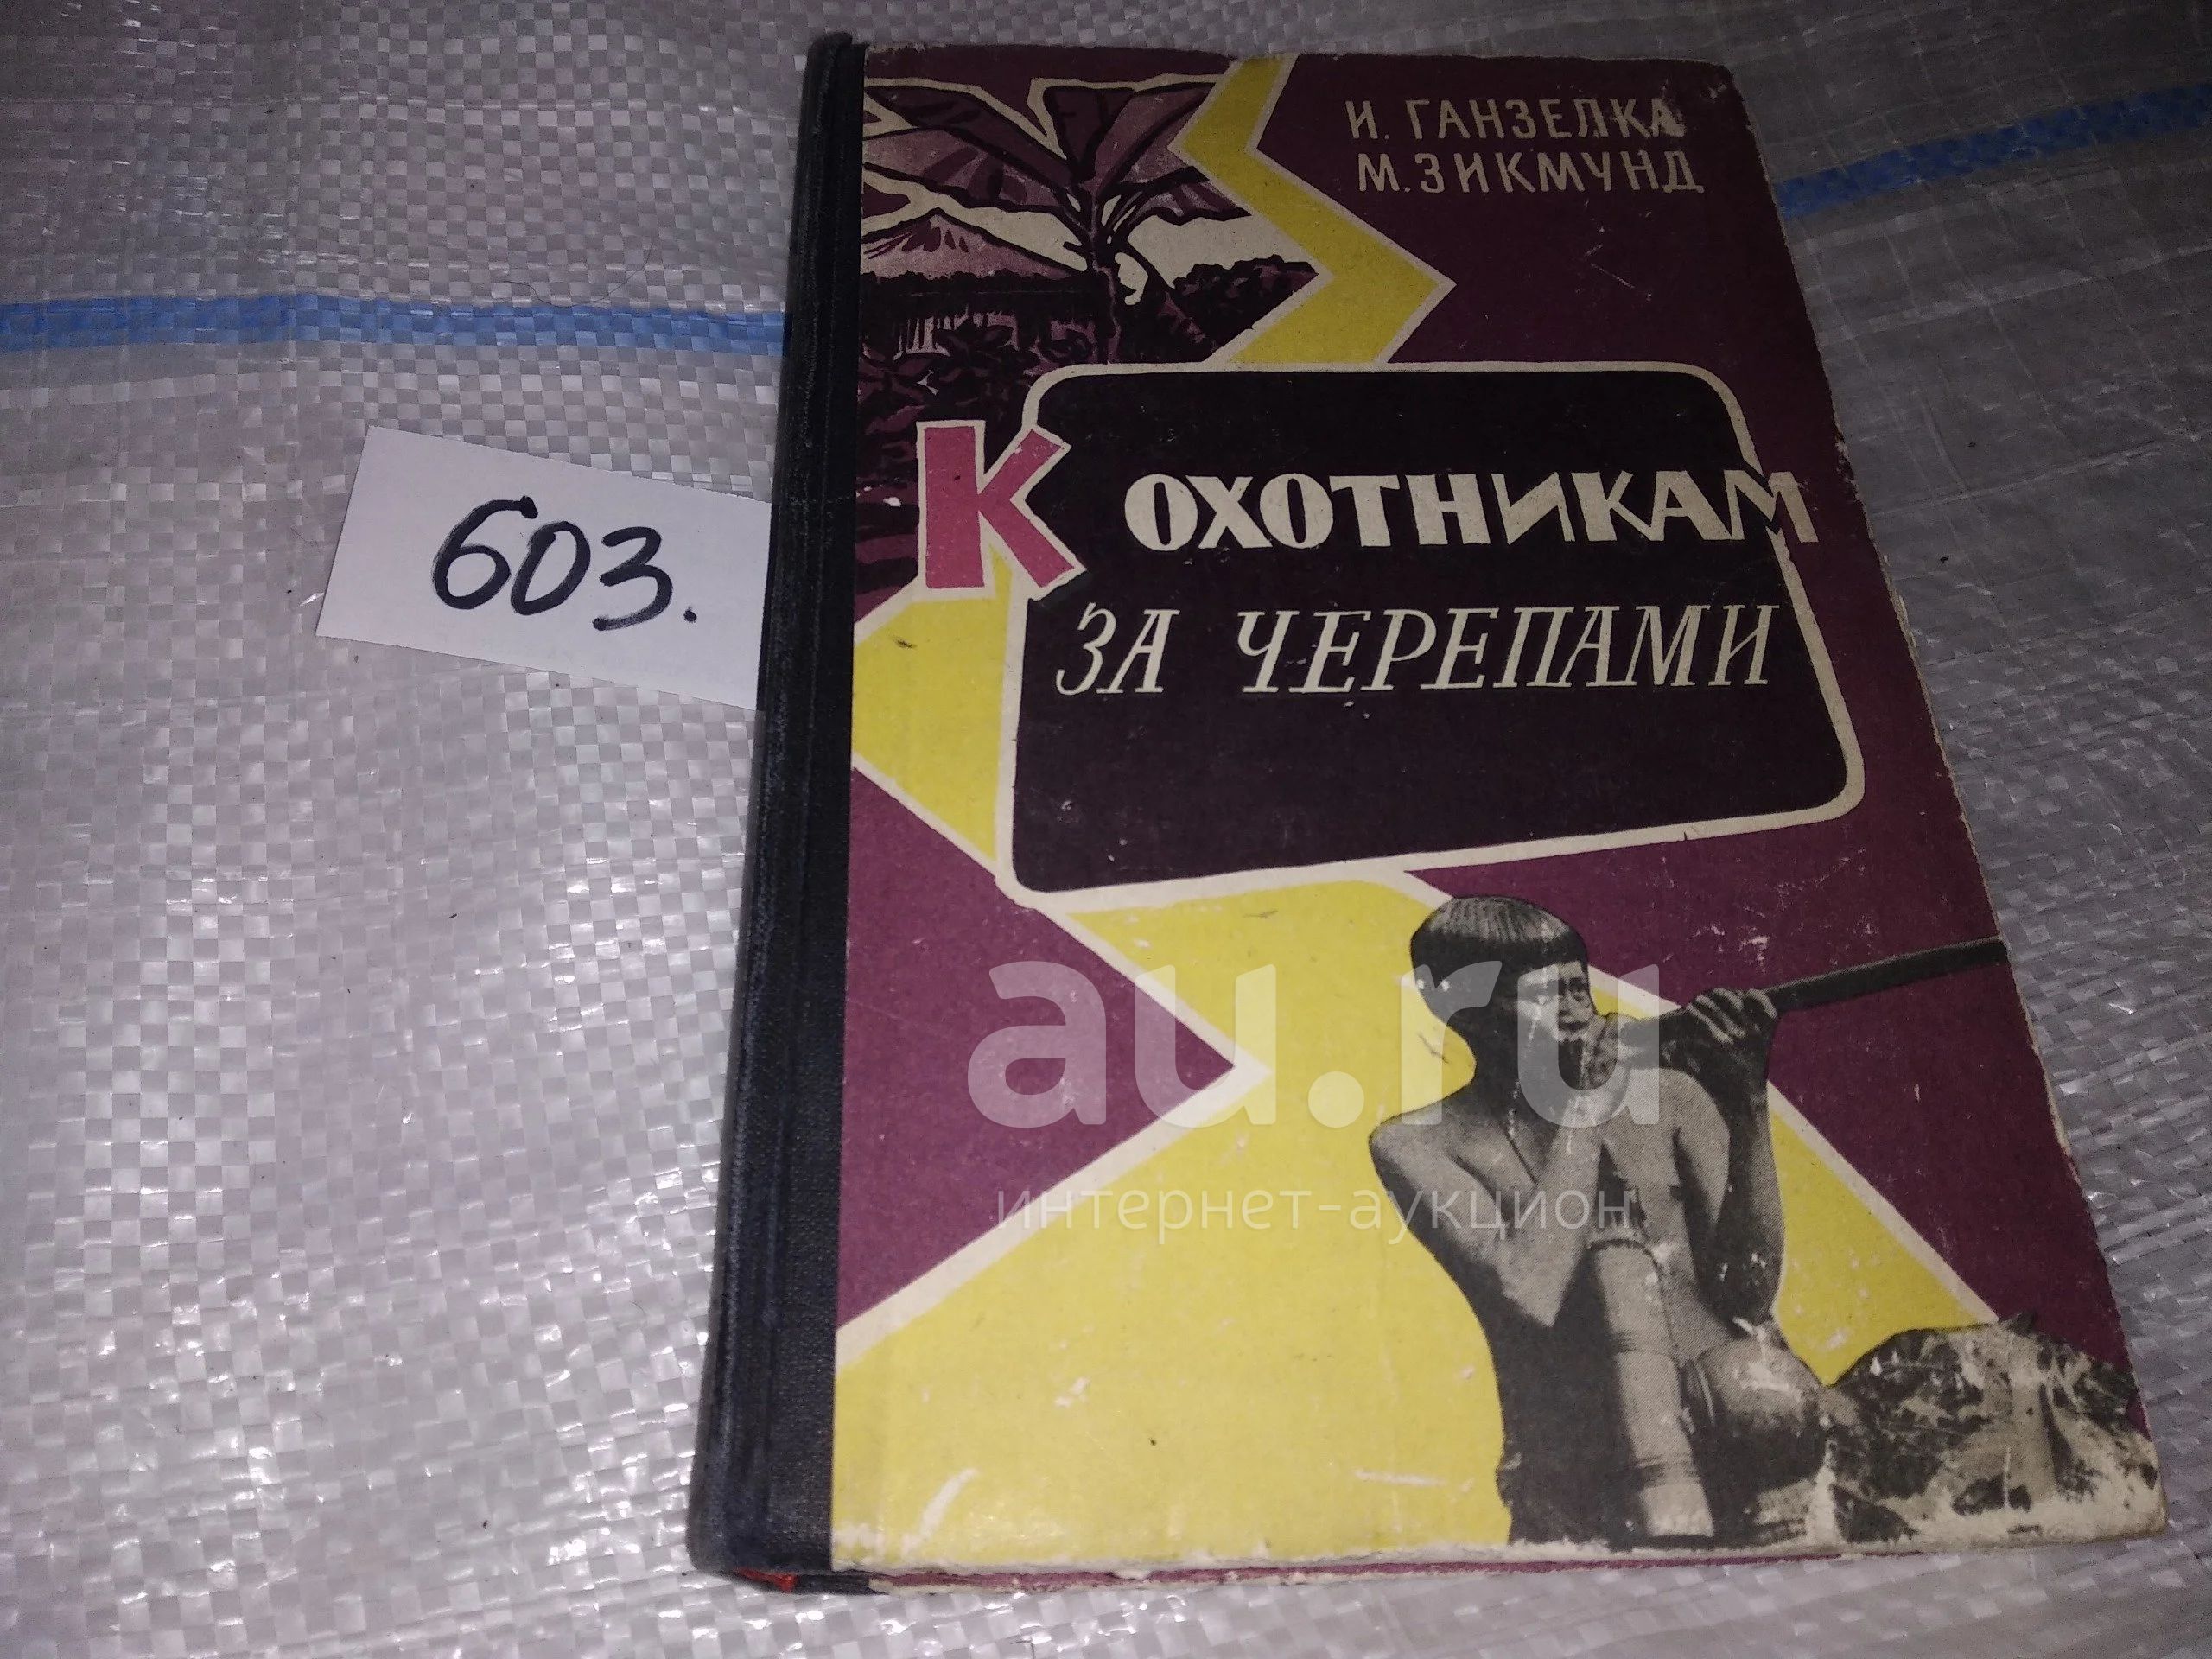 И. ГАНЗЕЛКА
М. ЗИКМУНД
К ОХОТНИКАМ
ЗА ЧЕРЕПАМИ
603.
au.ru
интернет-аукцион